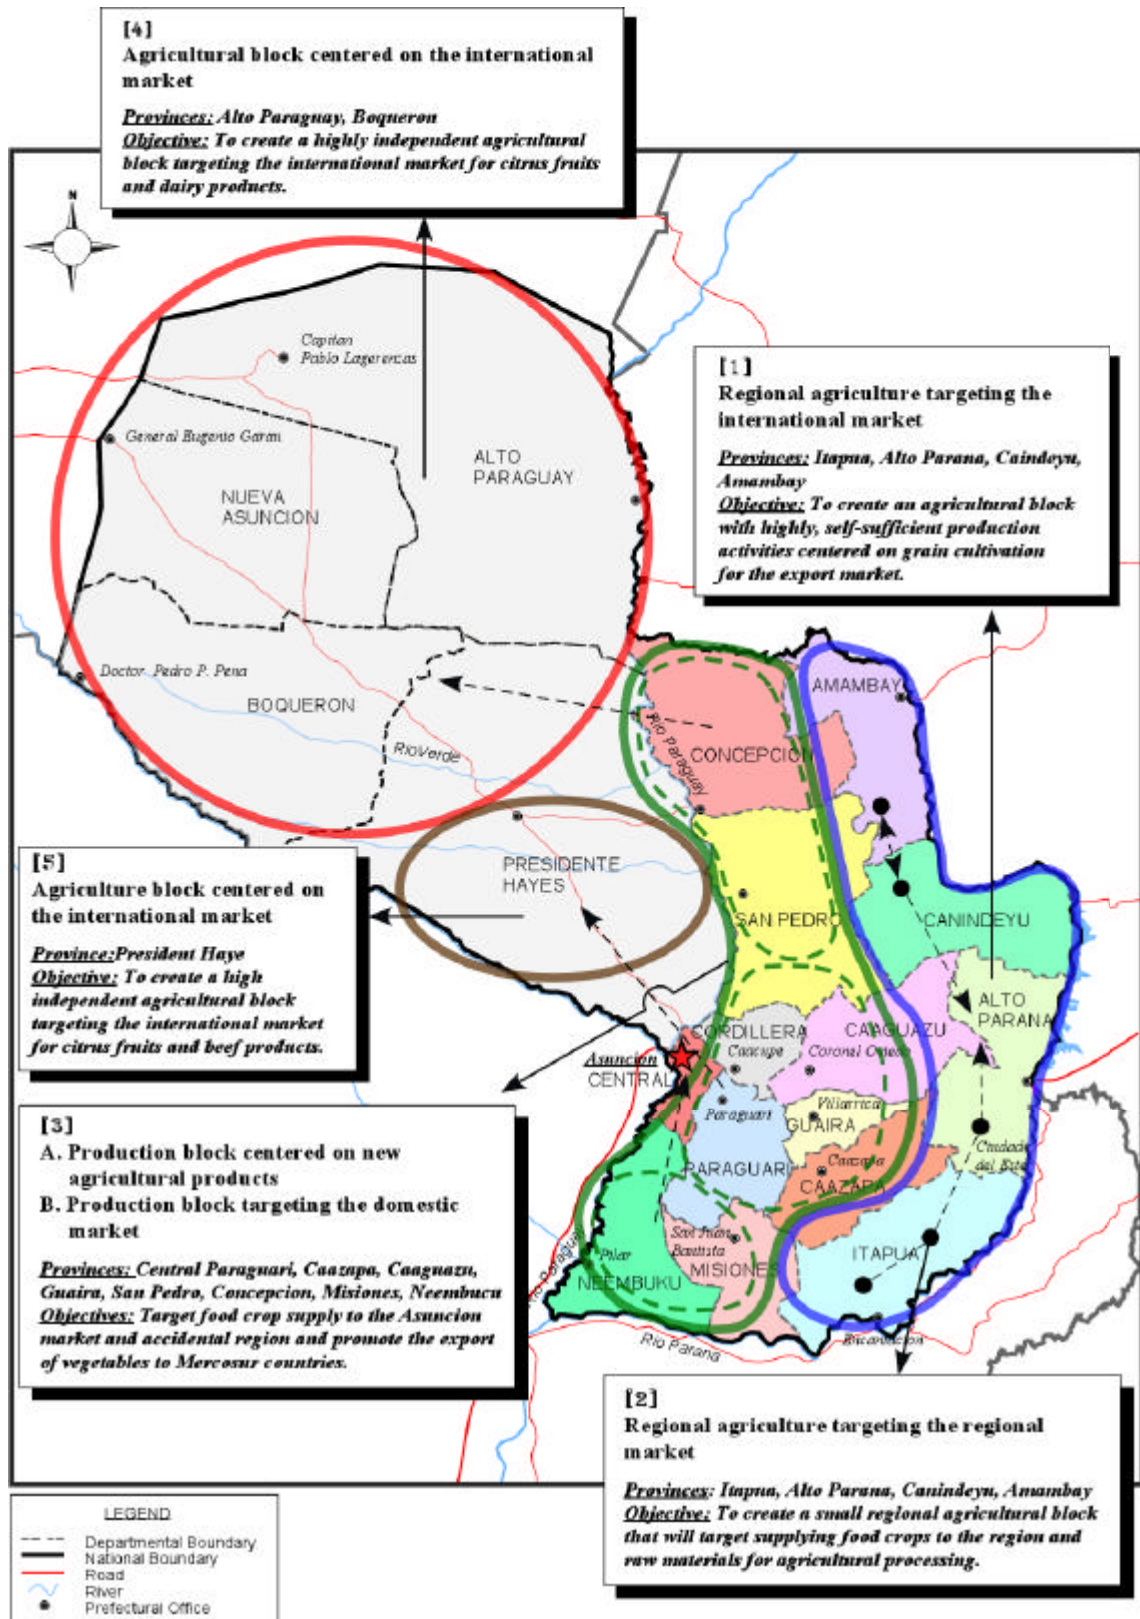 [4]
Agricultural block centered on the international
market
Provinces: Alto Paraguay, Boqueron
Objective: To create a highly independent agricultural
block targeting the international market for citrus fruits
and dairy products.
N
Capitan
Pablo Lagerenzas
General Eugenio Garay
ALTO
PARAGUAY
NUEVA
ASUNCION
[1]
Regional agriculture targeting the
international market
Provinces: Itapua, Alto Parana, Caindeyu,
Amambay
Objective: To create an agricultural block
with highly, self-sufficient production
activities centered on grain cultivation
for the export market.
Doctor Pedro P. Pena
BOQUERON
Rio Verde
Rio Paraguay
AMAMBAY
CONCEPCION
PRESIDENTE
HAYES
SAN PEDRO
CANINDEYU
[5]
Agriculture block centered on
the international market
Province:President Haye
Objective: To create a high
independent agricultural block
targeting the international market
for citrus fruits and beef products.
ALTO
PARANA
CORDILLERA
CAAGUAZU
Caacupe
Coronel Oviedo
Asuncion
CENTRAL
Paraguari
Villarrica
GUAIRA
PARAGUARI
Caazapa
CAAZAPA
Ciudad
del Este
San Juan
Bautista
MISIONES
ITAPUA
Pilar
NEEMBUKU
Rio Paraguay
Rio Parana
Encarnacion
[3]
A. Production block centered on new
agricultural products
B. Production block targeting the domestic
market
Provinces: Central Paraguari, Caazapa, Caaguazu,
Guaira, San Pedro, Concepcion, Misiones, Neembucu
Objectives: Target food crop supply to the Asuncion
market and accidental region and promote the export
of vegetables to Mercosur countries.
[2]
Regional agriculture targeting the regional
market
Provinces: Itapua, Alto Parana, Canindeyu, Amambay
Objective: To create a small regional agricultural block
that will target supplying food crops to the region and
raw materials for agricultural processing.
LEGEND
Departmental Boundary
National Boundary
Road
River
Prefectural Office